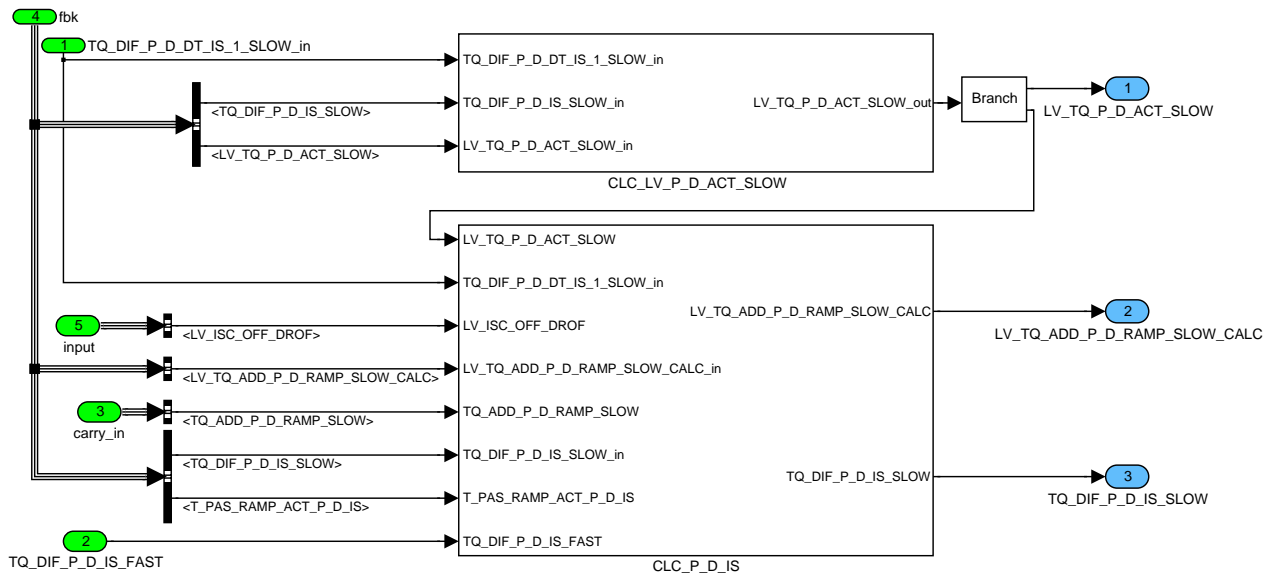 4 fbk
1 TQ_DIF_P_D_DT_IS_1_SLOW_in
TQ_DIF_P_D_DT_IS_1_SLOW_in
<TQ_DIF_P_D_IS_SLOW>
TQ_DIF_P_D_IS_SLOW_in
LV_TQ_P_D_ACT_SLOW_out
Branch
1
LV_TQ_P_D_ACT_SLOW
<LV_TQ_P_D_ACT_SLOW>
LV_TQ_P_D_ACT_SLOW_in
CLC_LV_P_D_ACT_SLOW
LV_TQ_P_D_ACT_SLOW
TQ_DIF_P_D_DT_IS_1_SLOW_in
LV_TQ_ADD_P_D_RAMP_SLOW_CALC
2
LV_TQ_ADD_P_D_RAMP_SLOW_CALC
5
input
<LV_ISC_OFF_DROF>
LV_ISC_OFF_DROF
<LV_TQ_ADD_P_D_RAMP_SLOW_CALC>
LV_TQ_ADD_P_D_RAMP_SLOW_CALC_in
3
carry_in
<TQ_ADD_P_D_RAMP_SLOW>
TQ_ADD_P_D_RAMP_SLOW
<TQ_DIF_P_D_IS_SLOW>
TQ_DIF_P_D_IS_SLOW_in
TQ_DIF_P_D_IS_SLOW
3
TQ_DIF_P_D_IS_SLOW
<T_PAS_RAMP_ACT_P_D_IS>
T_PAS_RAMP_ACT_P_D_IS
2
TQ_DIF_P_D_IS_FAST
TQ_DIF_P_D_IS_FAST
CLC_P_D_IS